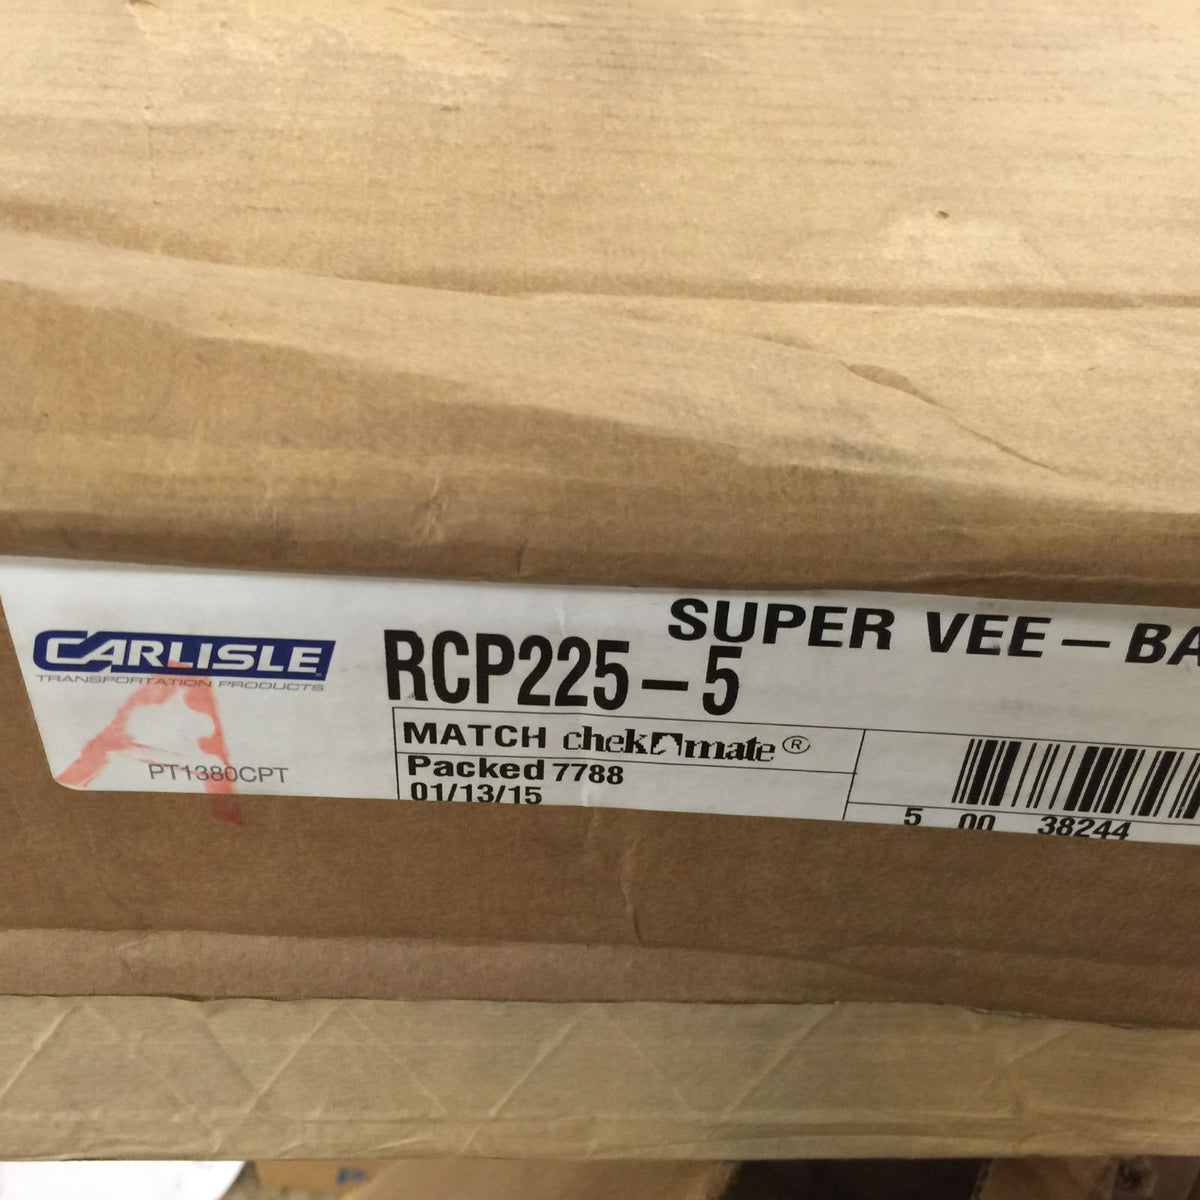 CARLISLE
TRANSPORTATION PRODUCTS
A
PT1380CPT
SUPER VEE-BA
RCP225-5
MATCH chek mate®
Packed 7788
01/13/15
5 00 38244